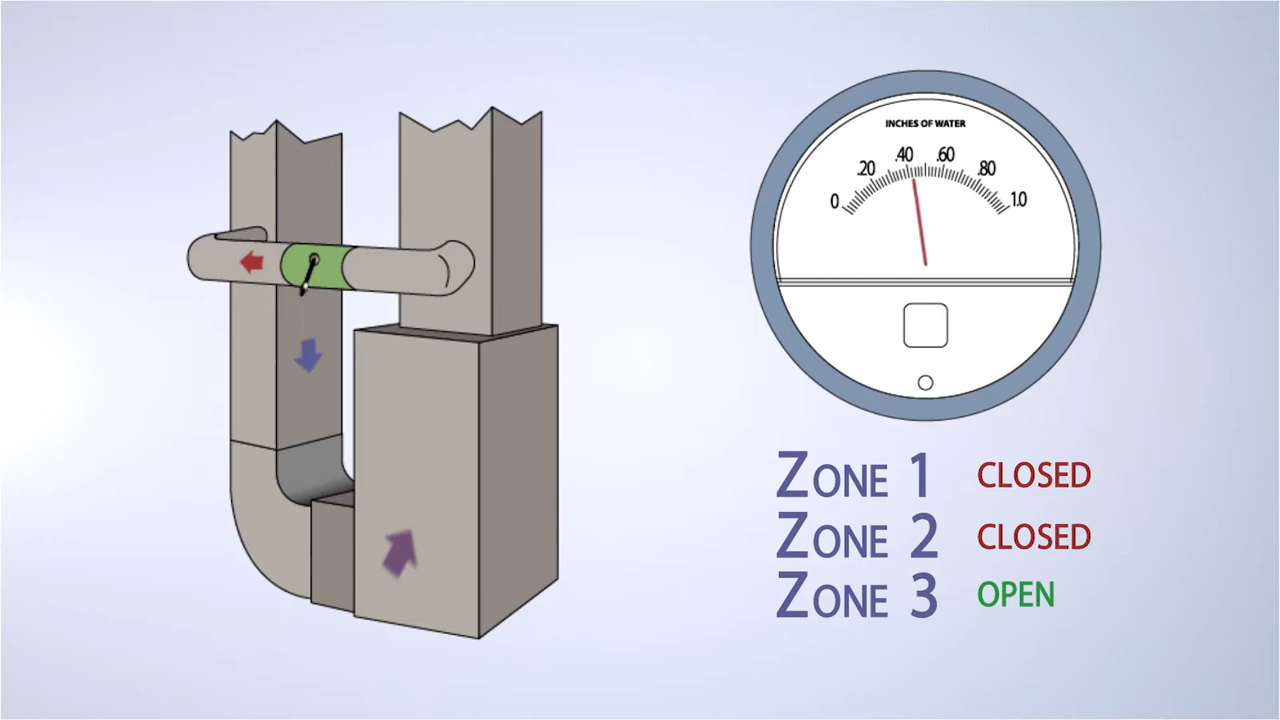 INCHES OF WATER
0 .20 .40 .60 .80 1.0
ZONE 1 CLOSED
ZONE 2 CLOSED
ZONE 3 OPEN